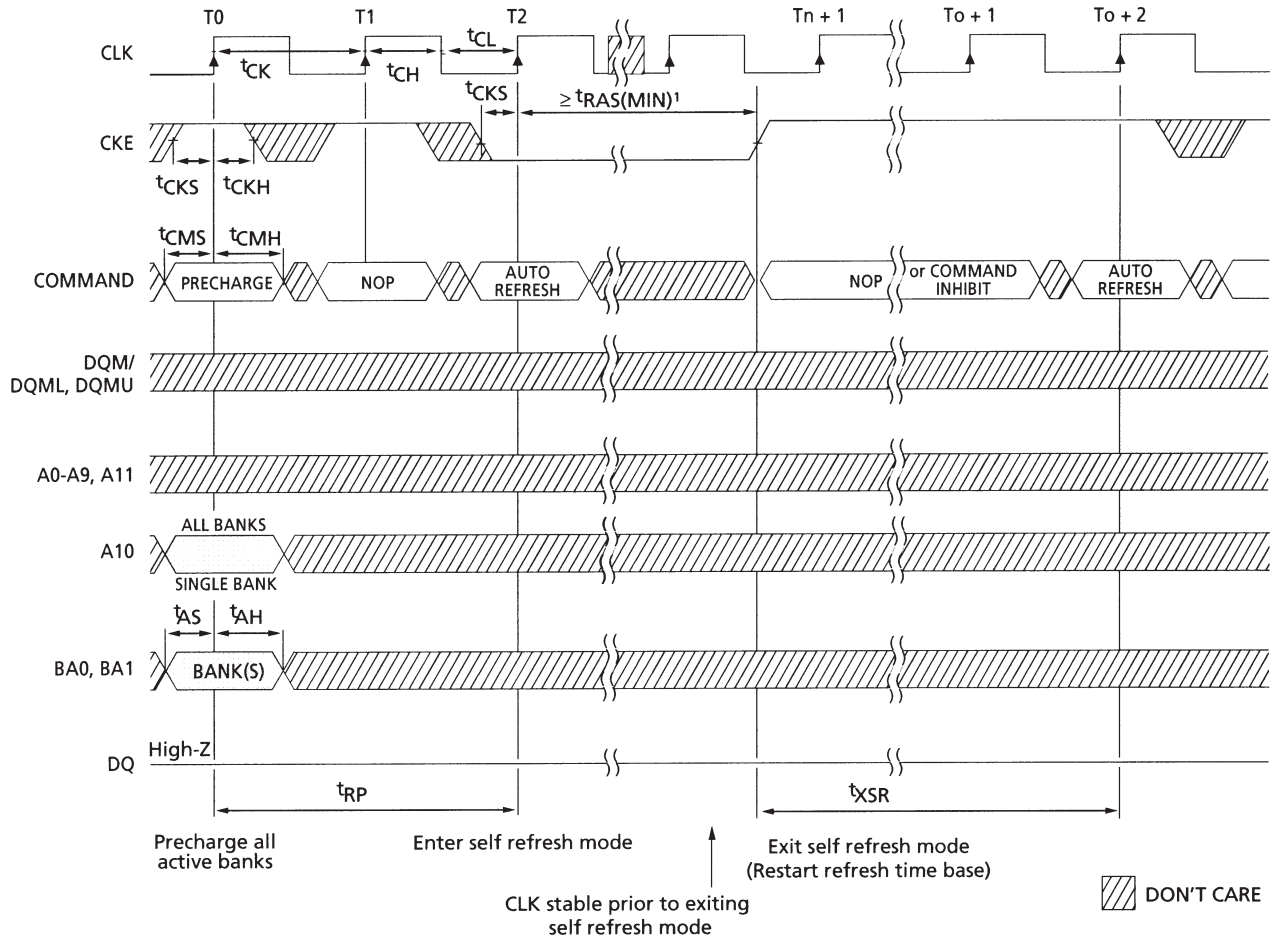 T0 T1 T2 Tn + 1 To + 1 To + 2
CLK
tCK tCH tCL
tCKS ≥ tRAS(MIN)1
CKE
tCKS tCKH
tCMS tCMH
COMMAND PRECHARGE NOP AUTO REFRESH NOP or COMMAND INHIBIT AUTO REFRESH
DQM/
DQML, DQMU
A0-A9, A11
ALL BANKS
A10
SINGLE BANK
tAS tAH
BA0, BA1 BANK(S)
High-Z
DQ
tRP tXSR
Precharge all
active banks
Enter self refresh mode
CLK stable prior to exiting
self refresh mode
Exit self refresh mode
(Restart refresh time base)
DON'T CARE